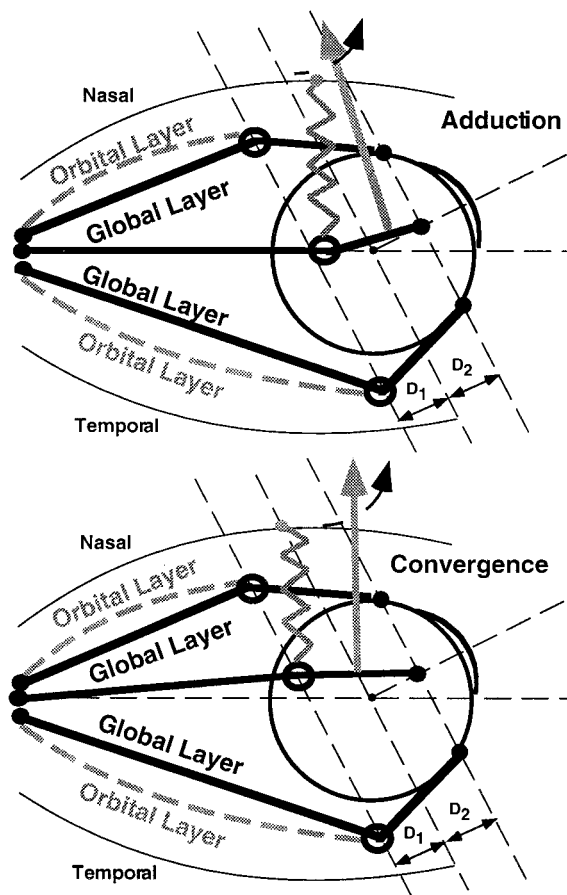 Nasal
Adduction
Orbital Layer
Global Layer
Global Layer
Orbital Layer
D1
D2
Temporal
Nasal
Convergence
Orbital Layer
Global Layer
Global Layer
Orbital Layer
D1
D2
Temporal